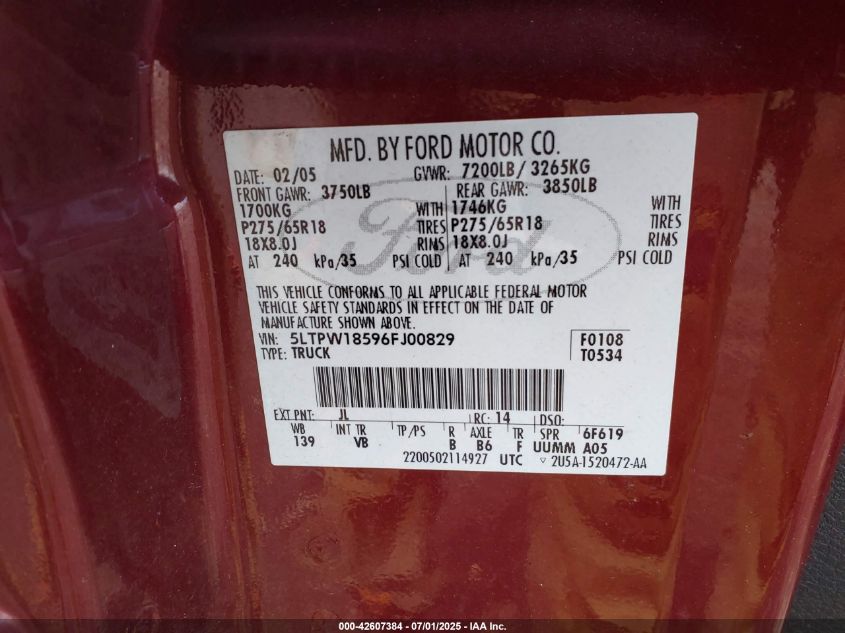 MFD. BY FORD MOTOR CO.
DATE: 02/05 GVWR: 7200LB/ 3265KG
FRONT GAWR: 3750LB REAR GAWR: 3850LB
1700KG WITH 1746KG WITH
P275/65R18 TIRES P275/65R18 TIRES
18X8.0J RIMS 18X8.0J RIMS
AT 240 kPa/35 PSI COLD AT 240 kPa/35 PSI COLD
Ford
THIS VEHICLE CONFORMS TO ALL APPLICABLE FEDERAL MOTOR
VEHICLE SAFETY STANDARDS IN EFFECT ON THE DATE OF
MANUFACTURE SHOWN ABOVE.
VIN: 5LTPW18596FJ00829 F0108
TYPE: TRUCK T0534
EXT PNT: JL RC: 14 DSO:
WB INT TR TP/PS R AXLE TR SPR 6F619
139 VB B B6 F UUMM A05
2200502114927 UTC ▽ 2U5A-1520472-AA
000-42607384 / 07/01/2025 - IAA Inc.